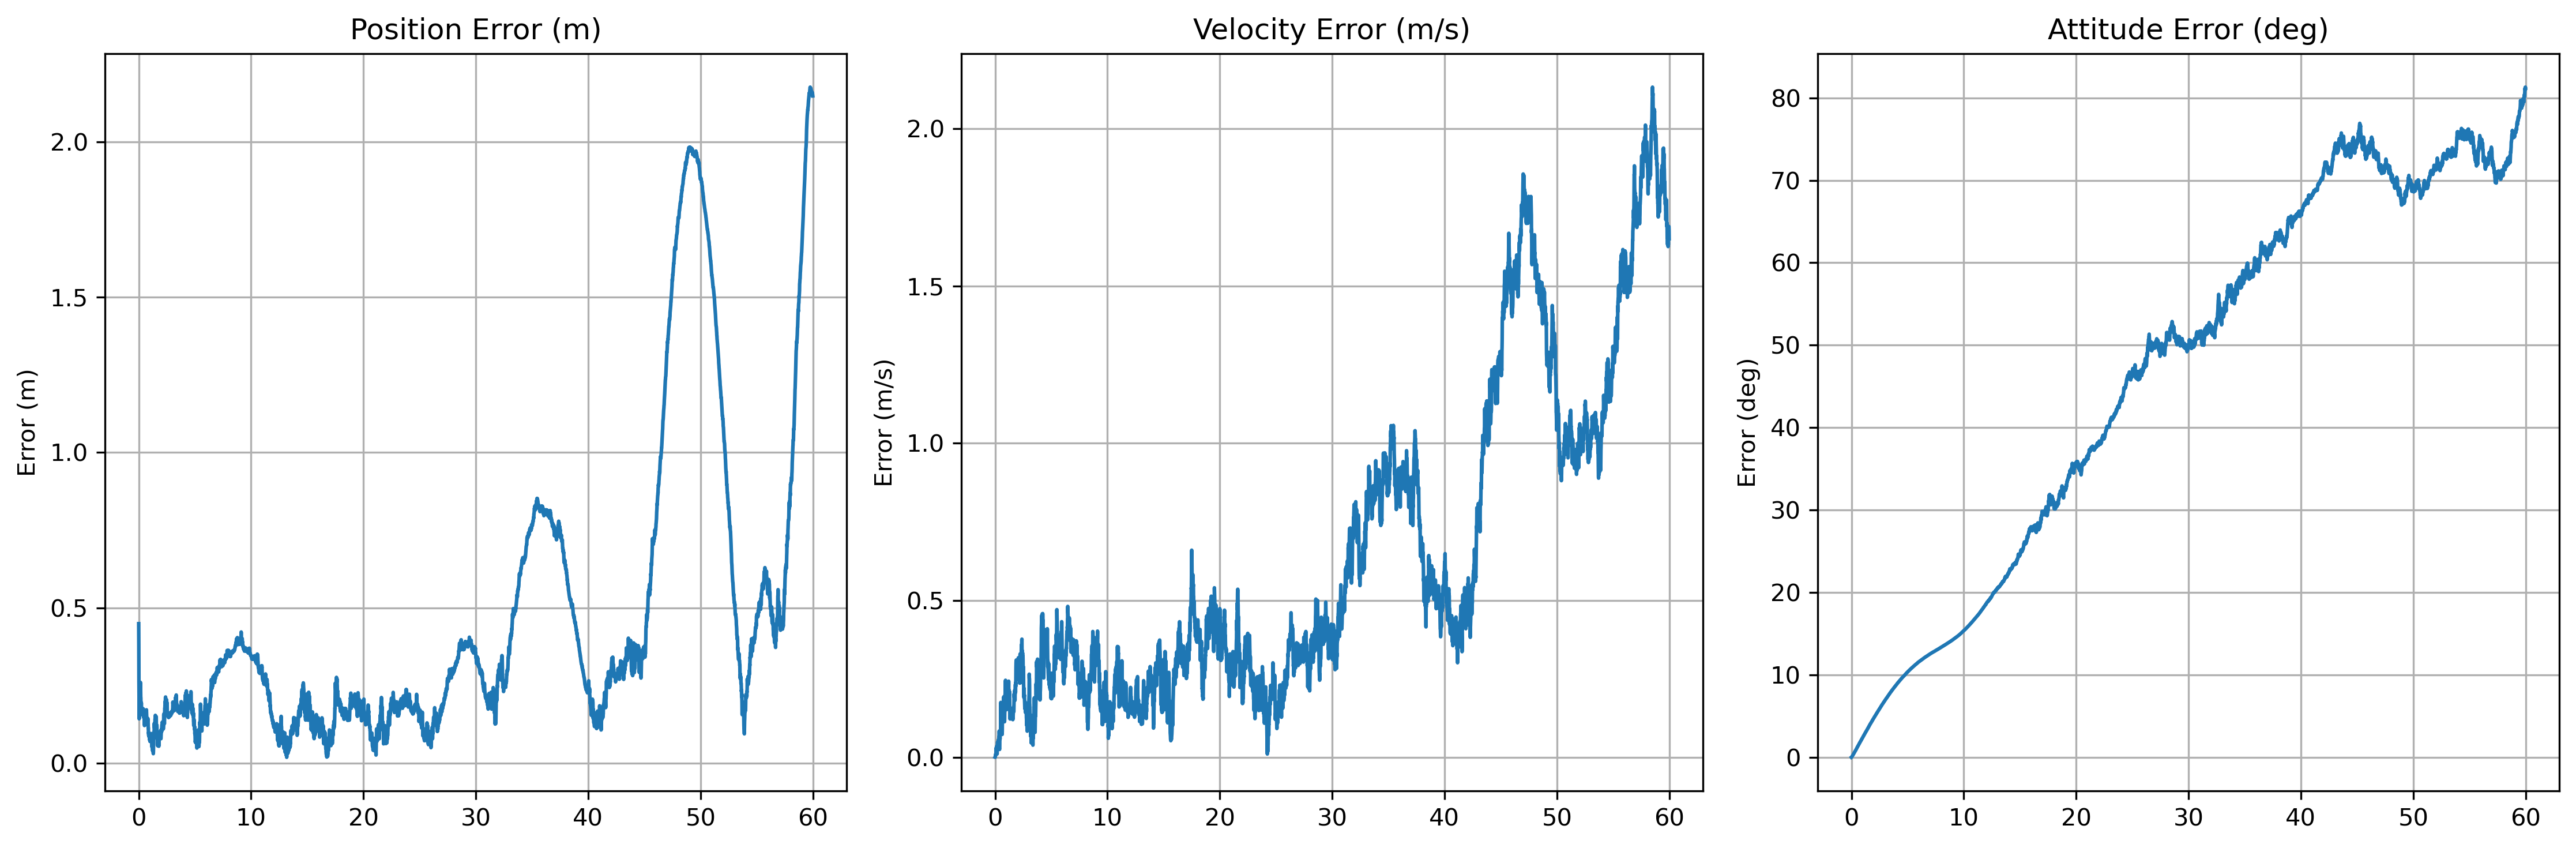 Position Error (m)
Velocity Error (m/s)
Attitude Error (deg)
Error (m)
2.0
1.5
1.0
0.5
0.0
0 10 20 30 40 50 60
Error (m/s)
2.0
1.5
1.0
0.5
0.0
0 10 20 30 40 50 60
Error (deg)
80
70
60
50
40
30
20
10
0
0 10 20 30 40 50 60